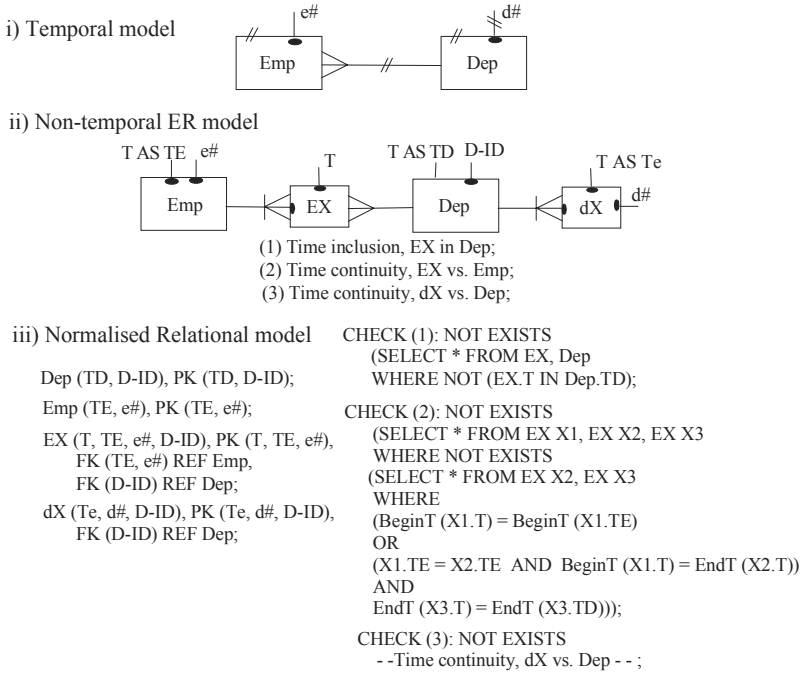 i) Temporal model
e#
d#
Emp
Dep
ii) Non-temporal ER model
T AS TE
e#
T
T AS TD
D-ID
T AS Te
d#
Emp
EX
Dep
dX
(1) Time inclusion, EX in Dep;
(2) Time continuity, EX vs. Emp;
(3) Time continuity, dX vs. Dep;
iii) Normalised Relational model
Dep (TD, D-ID), PK (TD, D-ID);
Emp (TE, e#), PK (TE, e#);
EX (T, TE, e#, D-ID), PK (T, TE, e#),
FK (TE, e#) REF Emp,
FK (D-ID) REF Dep;
dX (Te, d#, D-ID), PK (Te, d#, D-ID),
FK (D-ID) REF Dep;
CHECK (1): NOT EXISTS
(SELECT * FROM EX, Dep
WHERE NOT (EX.T IN Dep.TD);
CHECK (2): NOT EXISTS
(SELECT * FROM EX X1, EX X2, EX X3
WHERE NOT EXISTS
(SELECT * FROM EX X2, EX X3
WHERE
(BeginT (X1.T) = BeginT (X1.TE)
OR
(X1.TE = X2.TE AND BeginT (X1.T) = EndT (X2.T))
AND
EndT (X3.T) = EndT (X3.TD)));
CHECK (3): NOT EXISTS
- -Time continuity, dX vs. Dep - - ;